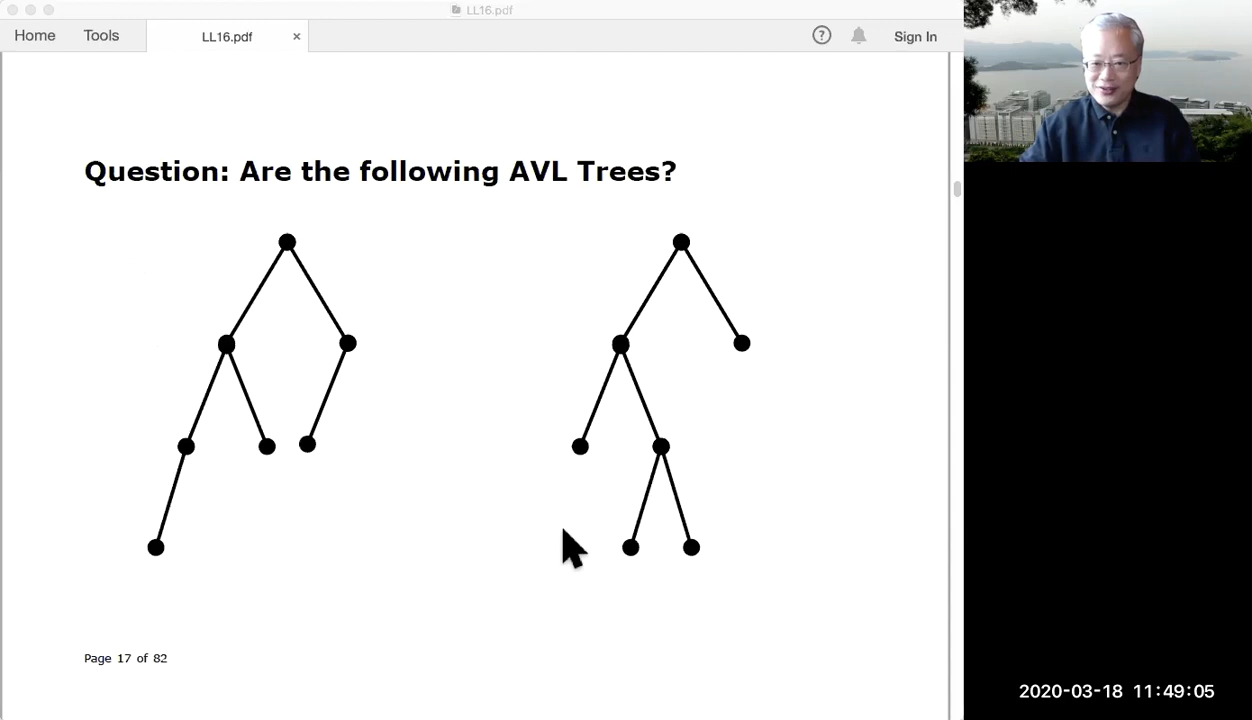 LL16.pdf
Home Tools LL16.pdf × ? Sign In
Question: Are the following AVL Trees?
Page 17 of 82
2020-03-18 11:49:05